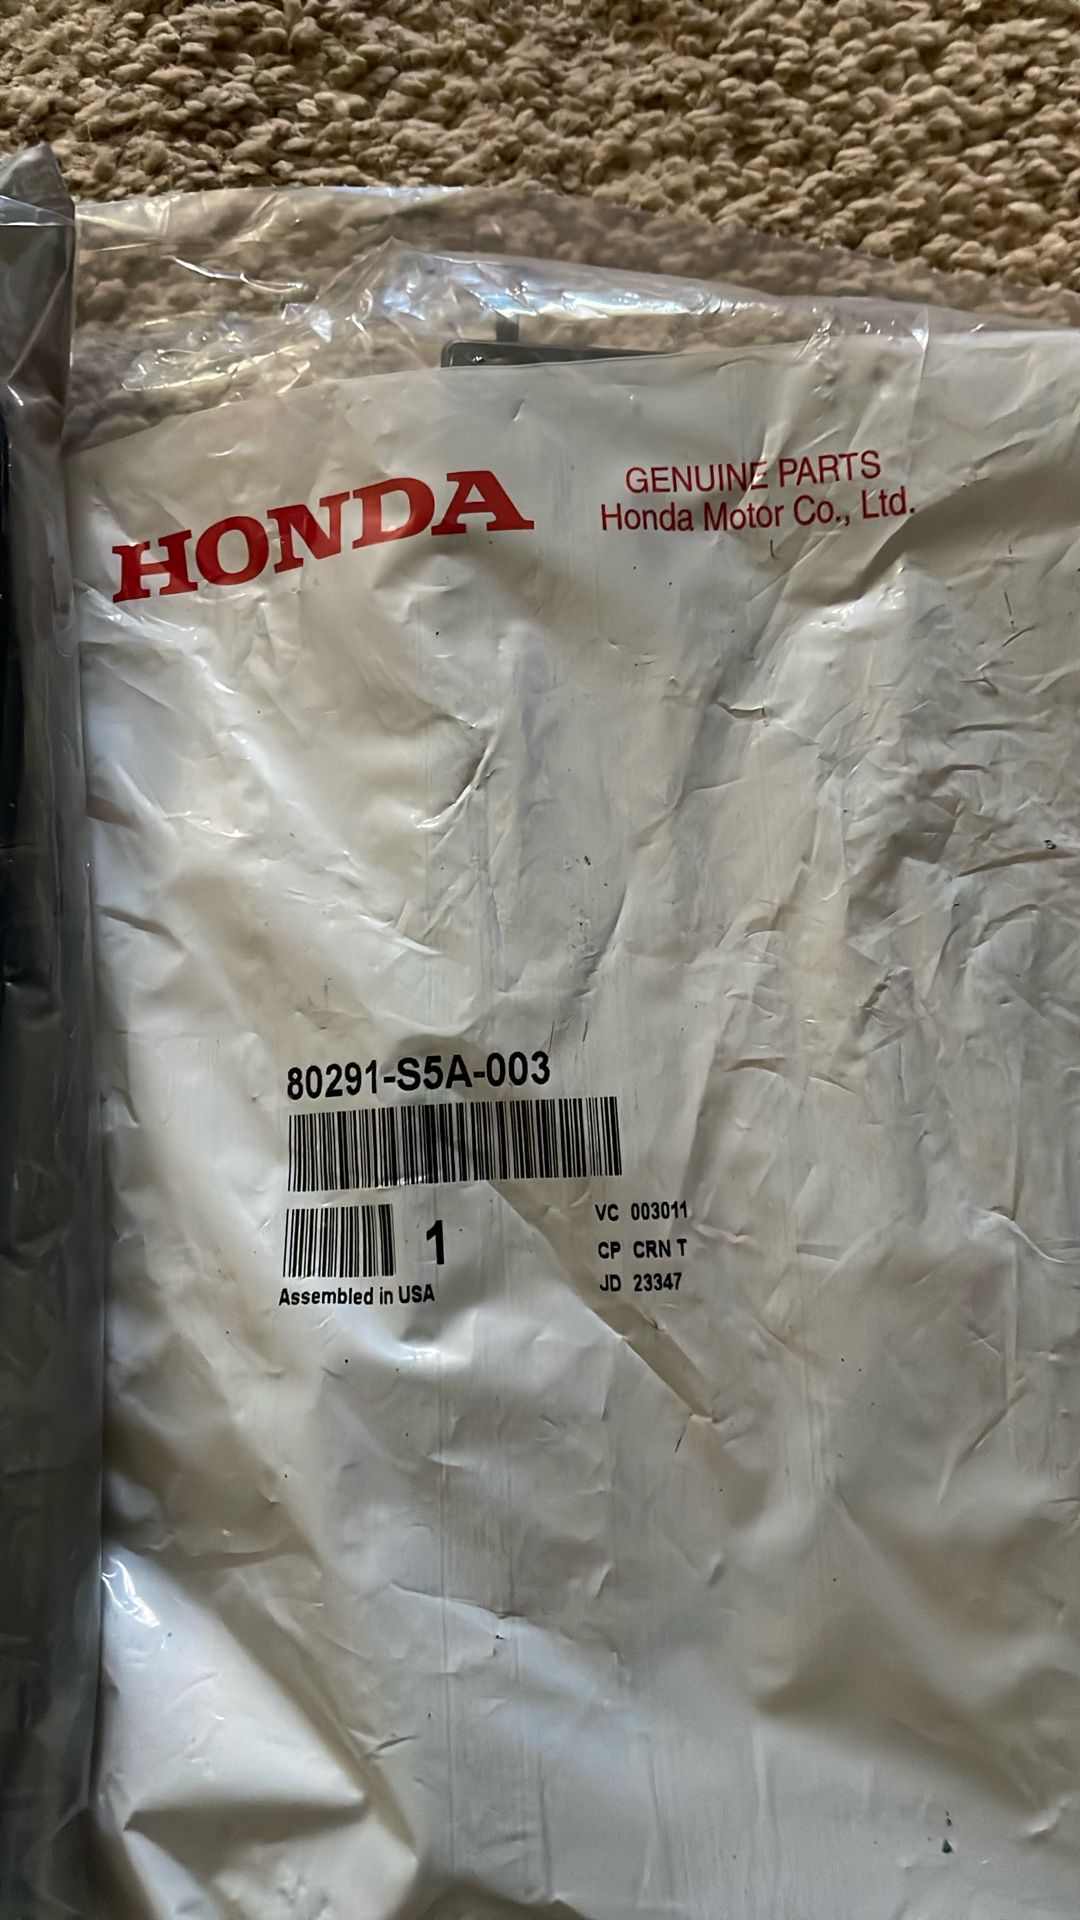 HONDA
GENUINE PARTS
Honda Motor Co., Ltd.
80291-S5A-003
1
Assembled in USA
VC 003011
CP CRN T
JD 23347